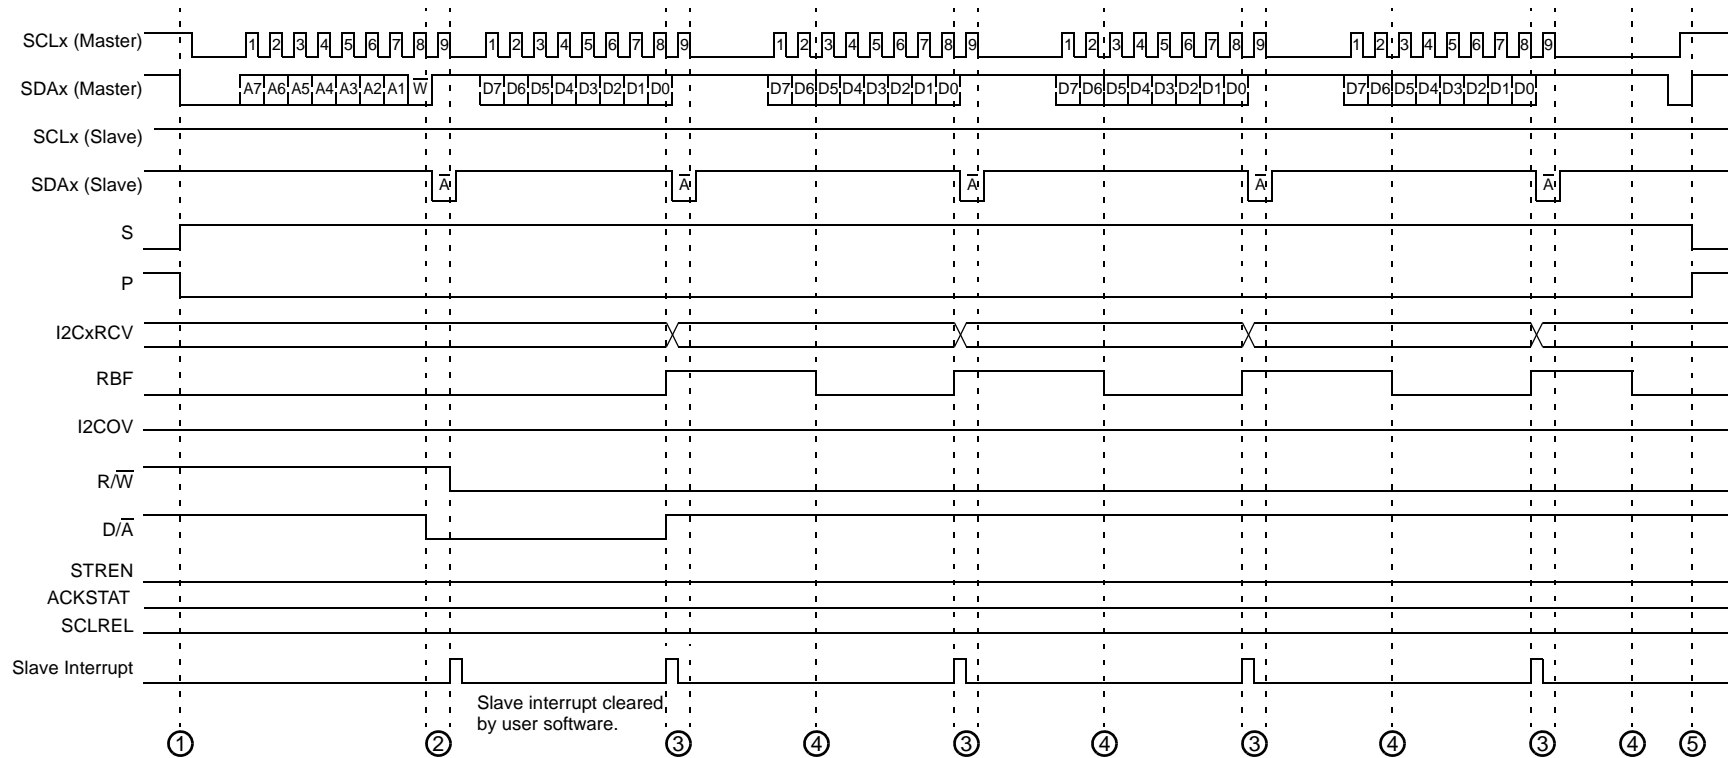 SCLx (Master) 1 2 3 4 5 6 7 8 9 1 2 3 4 5 6 7 8 9 1 2 3 4 5 6 7 8 9 1 2 3 4 5 6 7 8 9 1 2 3 4 5 6 7 8 9
SDAx (Master) A7 A6 A5 A4 A3 A2 A1 W̅ D7 D6 D5 D4 D3 D2 D1 D0 D7 D6 D5 D4 D3 D2 D1 D0 D7 D6 D5 D4 D3 D2 D1 D0 D7 D6 D5 D4 D3 D2 D1 D0
SCLx (Slave)
SDAx (Slave) A̅ A̅ A̅ A̅ A̅
S
P
I2CxRCV
RBF
I2COV
R/W̅
D/A̅
STREN
ACKSTAT
SCLREL
Slave Interrupt
Slave interrupt cleared
by user software.
1 2 3 4 3 4 3 4 3 4 5